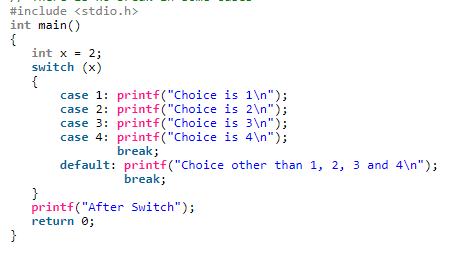 #include <stdio.h>
int main()
{
   int x = 2;
   switch (x)
   {
       case 1: printf("Choice is 1\n");
       case 2: printf("Choice is 2\n");
       case 3: printf("Choice is 3\n");
       case 4: printf("Choice is 4\n");
               break;
       default: printf("Choice other than 1, 2, 3 and 4\n");
                break;
   }
   printf("After Switch");
   return 0;
}